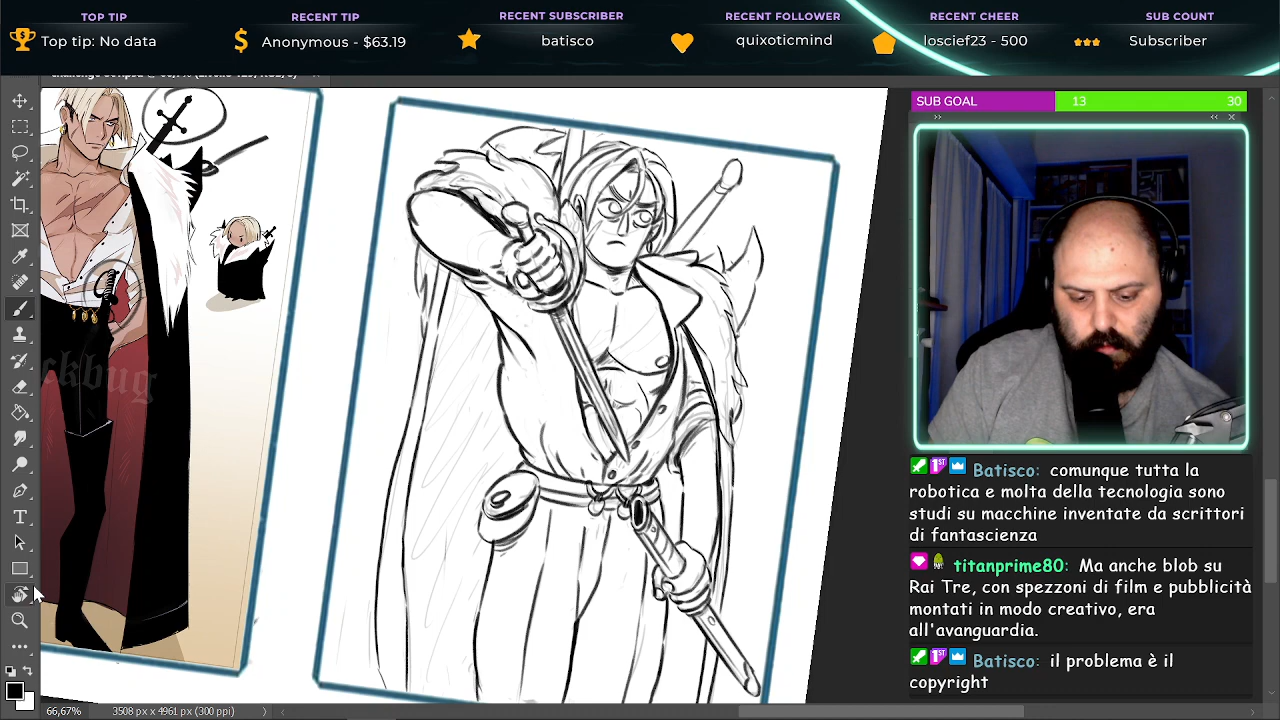 TOP TIP
RECENT TIP
RECENT SUBSCRIBER
RECENT FOLLOWER
RECENT CHEER
SUB COUNT
Top tip: No data
Anonymous - $63.19
batisco
quixoticmind
loscief23 - 500
Subscriber
SUB GOAL
13
30
ckbug
Batisco: comunque tutta la
robotica e molta della tecnologia sono
studi su macchine inventate da scrittori
di fantascienza
titanprime80: Ma anche blob su
Rai Tre, con spezzoni di film e pubblicità
montati in modo creativo, era
all'avanguardia.
Batisco: il problema è il
copyright
66,67%
3508 px x 4961 px (300 ppi)